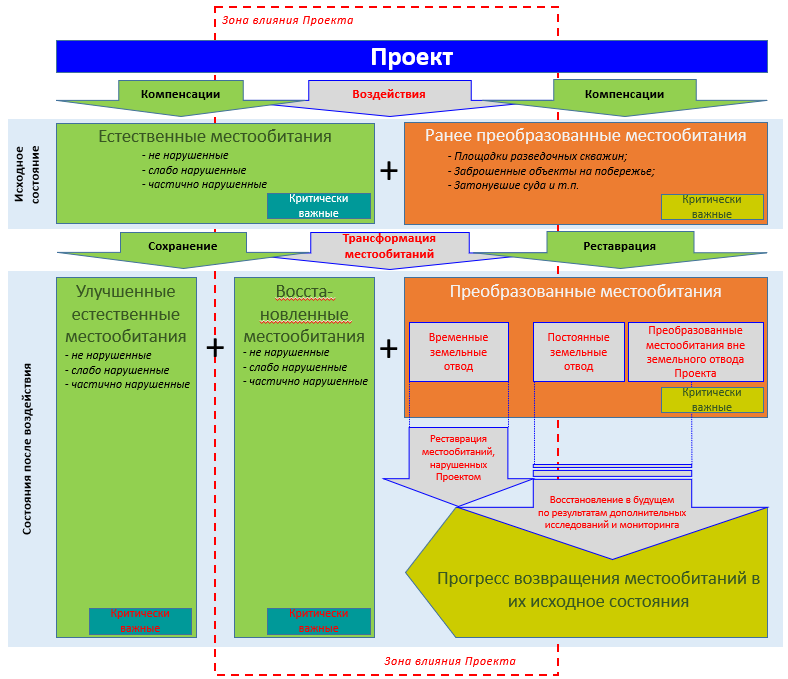 Зона влияния Проекта
Проект
Компенсации
Воздействия
Компенсации
Исходное
состояние
Естественные местообитания
- не нарушенные
- слабо нарушенные
- частично нарушенные
Критически
важные
+
Ранее преобразованные местообитания
- Площадки разведочных скважин;
- Заброшенные объекты на побережье;
- Затонувшие суда и т.п.
Критически
важные
Сохранение
Трансформация
местообитаний
Реставрация
Состояния после воздействия
Улучшенные
естественные
местообитания
- не нарушенные
- слабо нарушенные
- частично нарушенные
Критически
важные
+
Восста-
новленные
местообитания
- не нарушенные
- слабо нарушенные
- частично нарушенные
Критически
важные
+
Преобразованные местообитания
Временные
земельные
отвод
Постоянные
земельные
отвод
Преобразованные
местообитания вне
земельного отвода
Проекта
Критически
важные
Реставрация
местообитаний,
нарушенных
Проектом
Восстановление в будущем
по результатам дополнительных
исследований и мониторинга
Прогресс возвращения местообитаний в
их исходное состояния
Зона влияния Проекта